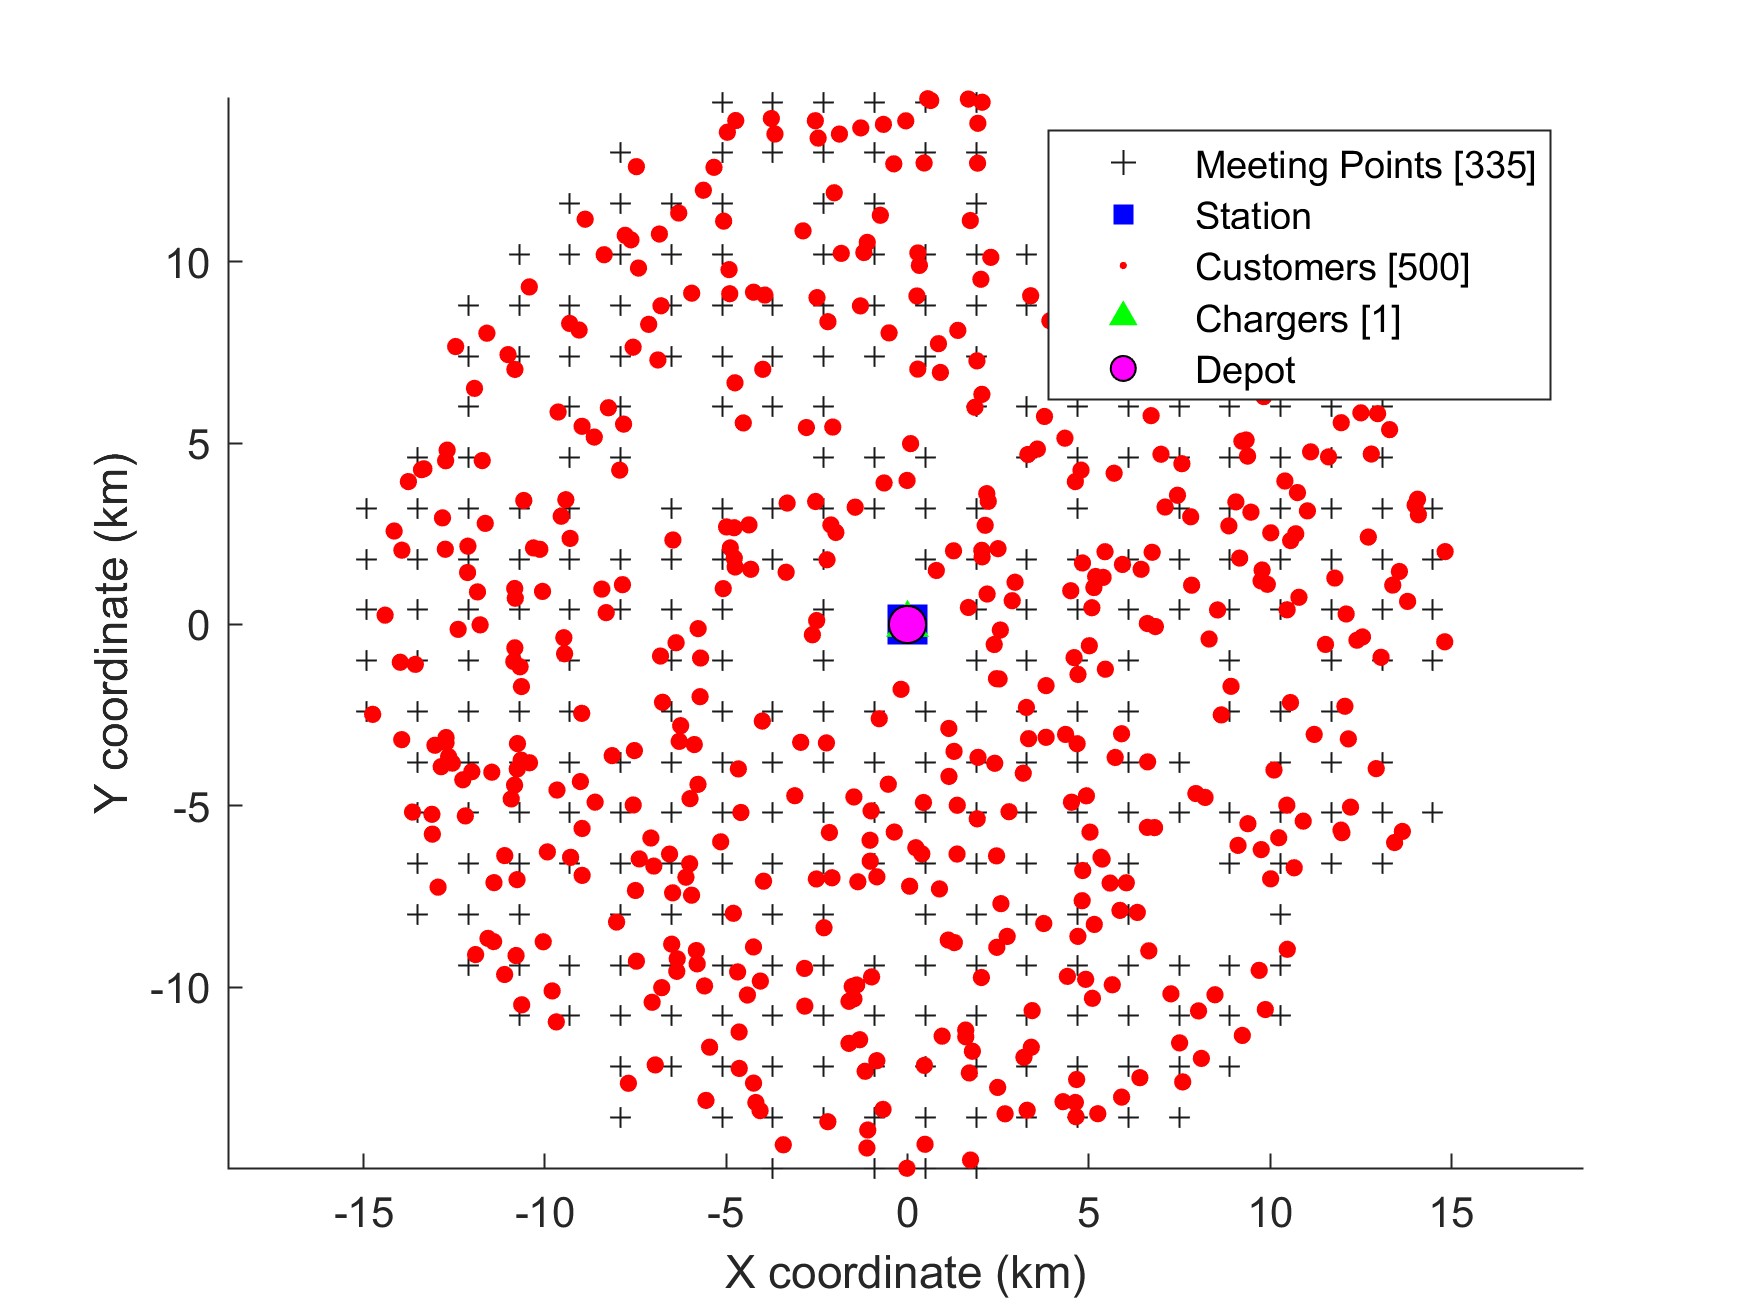 Meeting Points [335]
Station
Customers [500]
Chargers [1]
Depot
10
5
0
-5
-10
Y coordinate (km)
-15 -10 -5 0 5 10 15
X coordinate (km)